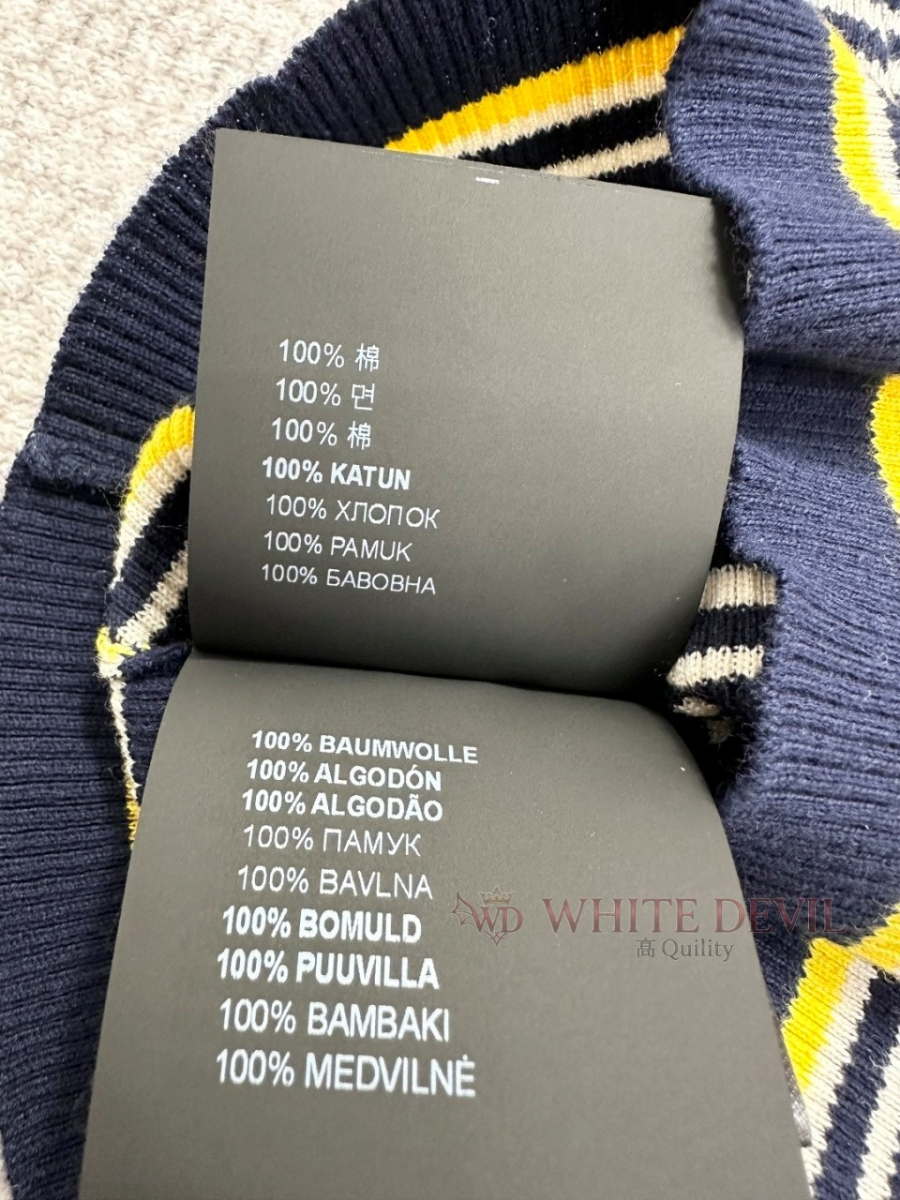 100% 棉
100% 면
100% 棉
100% KATUN
100% ХЛОПОК
100% PAMUK
100% БАВОВНА
100% BAUMWOLLE
100% ALGODÓN
100% ALGODÃO
100% ПАМУК
100% BAVLNA
100% BOMULD
100% PUUVILLA
100% BAMBAKI
100% MEDVILNĖ
WD WHITE DEVIL
高 Quility